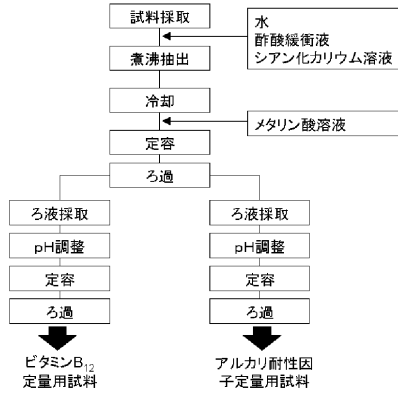 試料採取
水
酢酸緩衝液
シアン化カリウム溶液
煮沸抽出
冷却
メタリン酸溶液
定容
ろ過
ろ液採取
pH調整
定容
ろ過
ビタミンB₁₂
定量用試料
ろ液採取
pH調整
定容
ろ過
アルカリ耐性因
子定量用試料